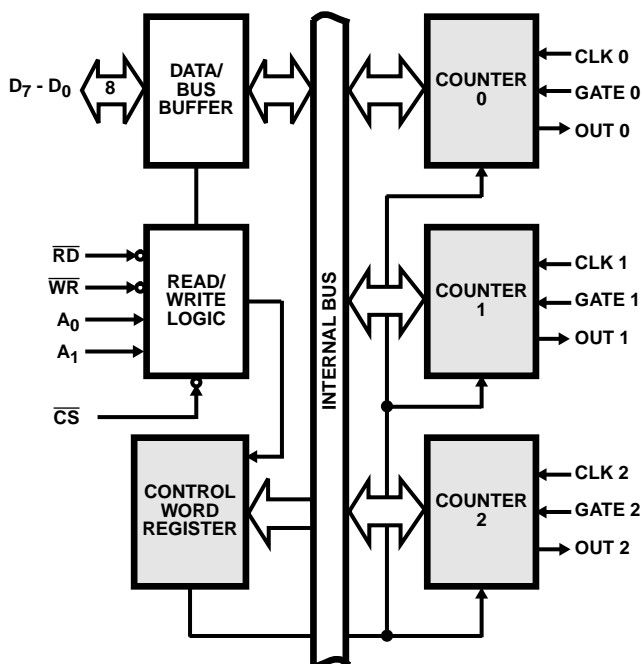 D7 - D0
8
DATA/
BUS
BUFFER
RD
WR
A0
A1
CS
READ/
WRITE
LOGIC
CONTROL
WORD
REGISTER
INTERNAL BUS
COUNTER
0
CLK 0
GATE 0
OUT 0
COUNTER
1
CLK 1
GATE 1
OUT 1
COUNTER
2
CLK 2
GATE 2
OUT 2